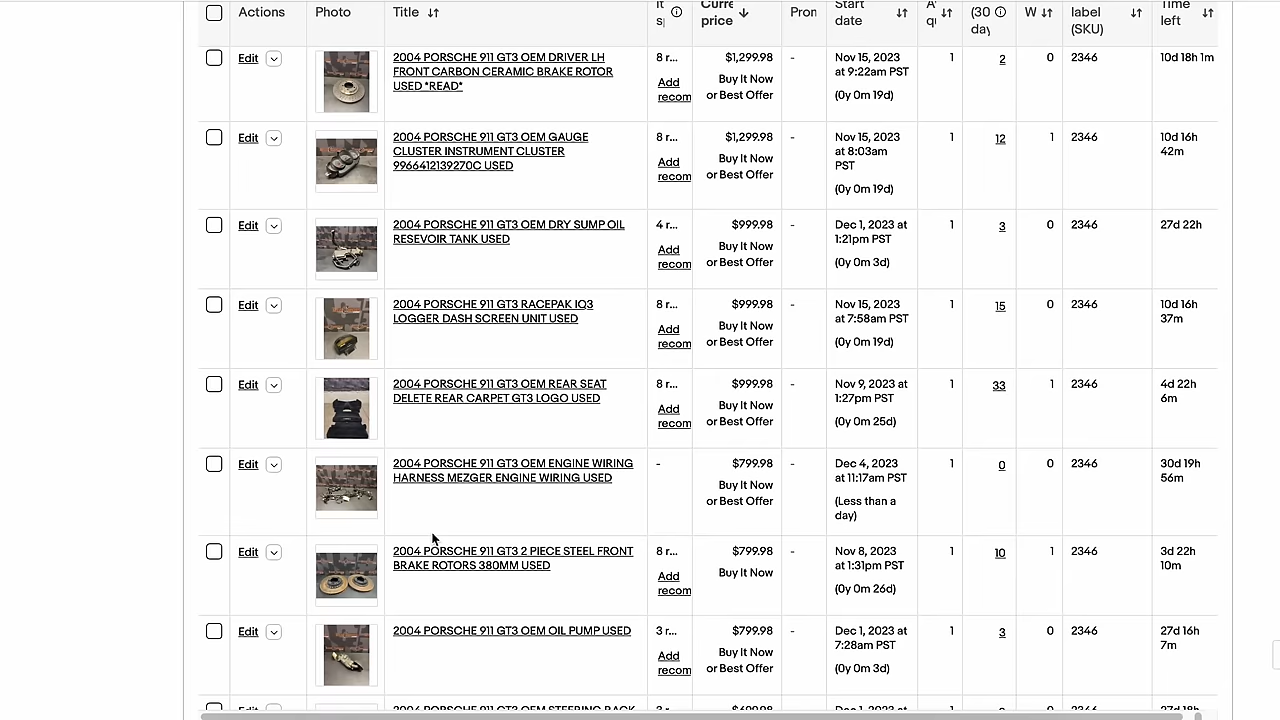 Actions
Photo
Title
Curre
price
Pron
Start
date
(30
day
W
label
(SKU)
Time
left
Edit
2004 PORSCHE 911 GT3 OEM DRIVER LH
FRONT CARBON CERAMIC BRAKE ROTOR
USED *READ*
8 r...
Add
recom
$1,299.98
Buy It Now
or Best Offer
-
Nov 15, 2023
at 9:22am PST
(0y 0m 19d)
1
2
0
2346
10d 18h 1m
Edit
2004 PORSCHE 911 GT3 OEM GAUGE
CLUSTER INSTRUMENT CLUSTER
9966412139270C USED
8 r...
Add
recom
$1,299.98
Buy It Now
or Best Offer
-
Nov 15, 2023
at 8:03am
PST
(0y 0m 19d)
1
12
1
2346
10d 16h
42m
Edit
2004 PORSCHE 911 GT3 OEM DRY SUMP OIL
RESEVOIR TANK USED
4 r...
Add
recom
$999.98
Buy It Now
or Best Offer
-
Dec 1, 2023 at
1:21pm PST
(0y 0m 3d)
1
3
0
2346
27d 22h
Edit
2004 PORSCHE 911 GT3 RACEPAK IQ3
LOGGER DASH SCREEN UNIT USED
8 r...
Add
recom
$999.98
Buy It Now
or Best Offer
-
Nov 15, 2023
at 7:58am PST
(0y 0m 19d)
1
15
0
2346
10d 16h
37m
Edit
2004 PORSCHE 911 GT3 OEM REAR SEAT
DELETE REAR CARPET GT3 LOGO USED
8 r...
Add
recom
$999.98
Buy It Now
or Best Offer
-
Nov 9, 2023 at
1:27pm PST
(0y 0m 25d)
1
33
1
2346
4d 22h
6m
Edit
2004 PORSCHE 911 GT3 OEM ENGINE WIRING
HARNESS MEZGER ENGINE WIRING USED
-
$799.98
Buy It Now
or Best Offer
-
Dec 4, 2023
at 11:17am PST
(Less than a
day)
1
0
0
2346
30d 19h
56m
Edit
2004 PORSCHE 911 GT3 2 PIECE STEEL FRONT
BRAKE ROTORS 380MM USED
8 r...
Add
recom
$799.98
Buy It Now
-
Nov 8, 2023
at 1:31pm PST
(0y 0m 26d)
1
10
1
2346
3d 22h
10m
Edit
2004 PORSCHE 911 GT3 OEM OIL PUMP USED
3 r...
Add
recom
$799.98
Buy It Now
or Best Offer
-
Dec 1, 2023 at
7:28am PST
(0y 0m 3d)
1
3
0
2346
27d 16h
7m
2004 PORSCHE 911 GT3 OEM STEERING RACK